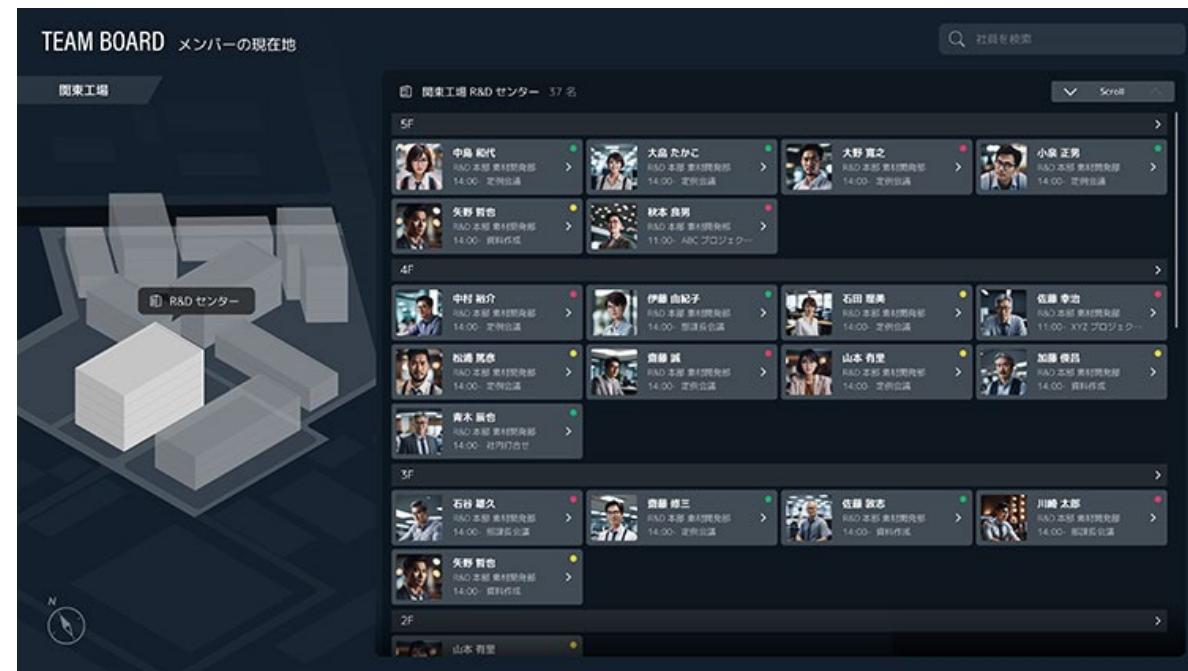 TEAM BOARD メンバーの現在地
社員を検索
関東工場
関東工場 R&D センター 37 名
Scroll
5F
中島 和代
R&D 本部 素材開発部
14:00- 定例会議
大島 たかこ
R&D 本部 素材開発部
14:00- 定例会議
大野 寛之
R&D 本部 素材開発部
14:00- 定例会議
小泉 正男
R&D 本部 素材開発部
14:00- 定例会議
矢野 哲也
R&D 本部 素材開発部
14:00- 資料作成
秋本 良男
R&D 本部 素材開発部
11:00- ABC プロジェク…
4F
中村 裕介
R&D 本部 素材開発部
14:00- 定例会議
伊藤 由紀子
R&D 本部 素材開発部
14:00- 部課長会議
石田 理美
R&D 本部 素材開発部
14:00- 定例会議
佐藤 幸治
R&D 本部 素材開発部
11:00- XYZ プロジェク…
松浦 篤彦
R&D 本部 素材開発部
14:00- 定例会議
齋藤 誠
R&D 本部 素材開発部
14:00- 定例会議
山本 有里
R&D 本部 素材開発部
14:00- 定例会議
加藤 俊呂
R&D 本部 素材開発部
14:00- 資料作成
青木 辰也
R&D 本部 素材開発部
14:00- 社内打合せ
3F
石谷 雄久
R&D 本部 素材開発部
14:00- 部課長会議
齋藤 修三
R&D 本部 素材開発部
14:00- 定例会議
佐藤 敦志
R&D 本部 素材開発部
14:00- 資料作成
川崎 太郎
R&D 本部 素材開発部
14:00- 部課長会議
矢野 哲也
R&D 本部 素材開発部
14:00- 資料作成
2F
山本 有里
R&D センター
N